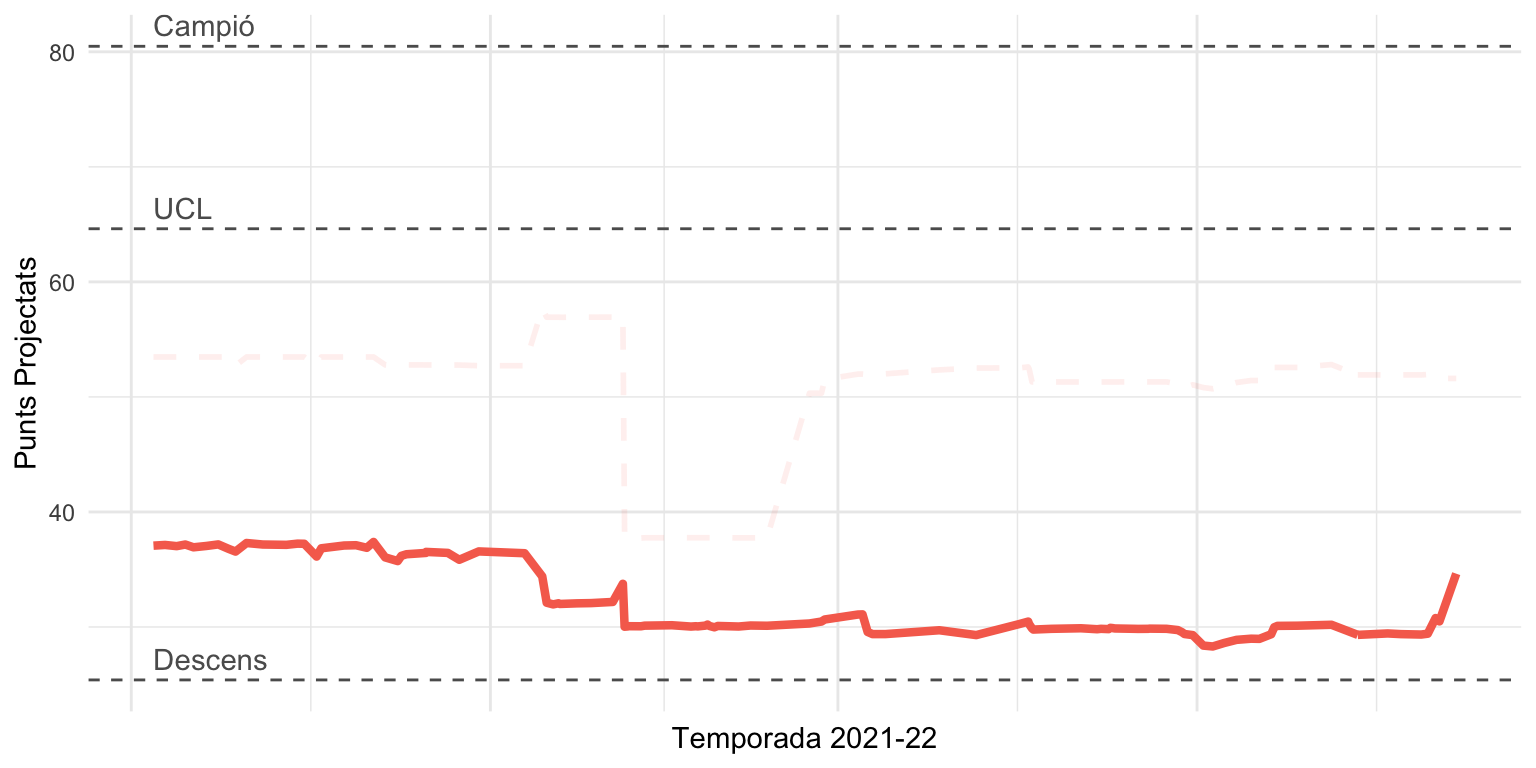 Campió
80
UCL
60
Punts Projectats
40
Descens
Temporada 2021-22